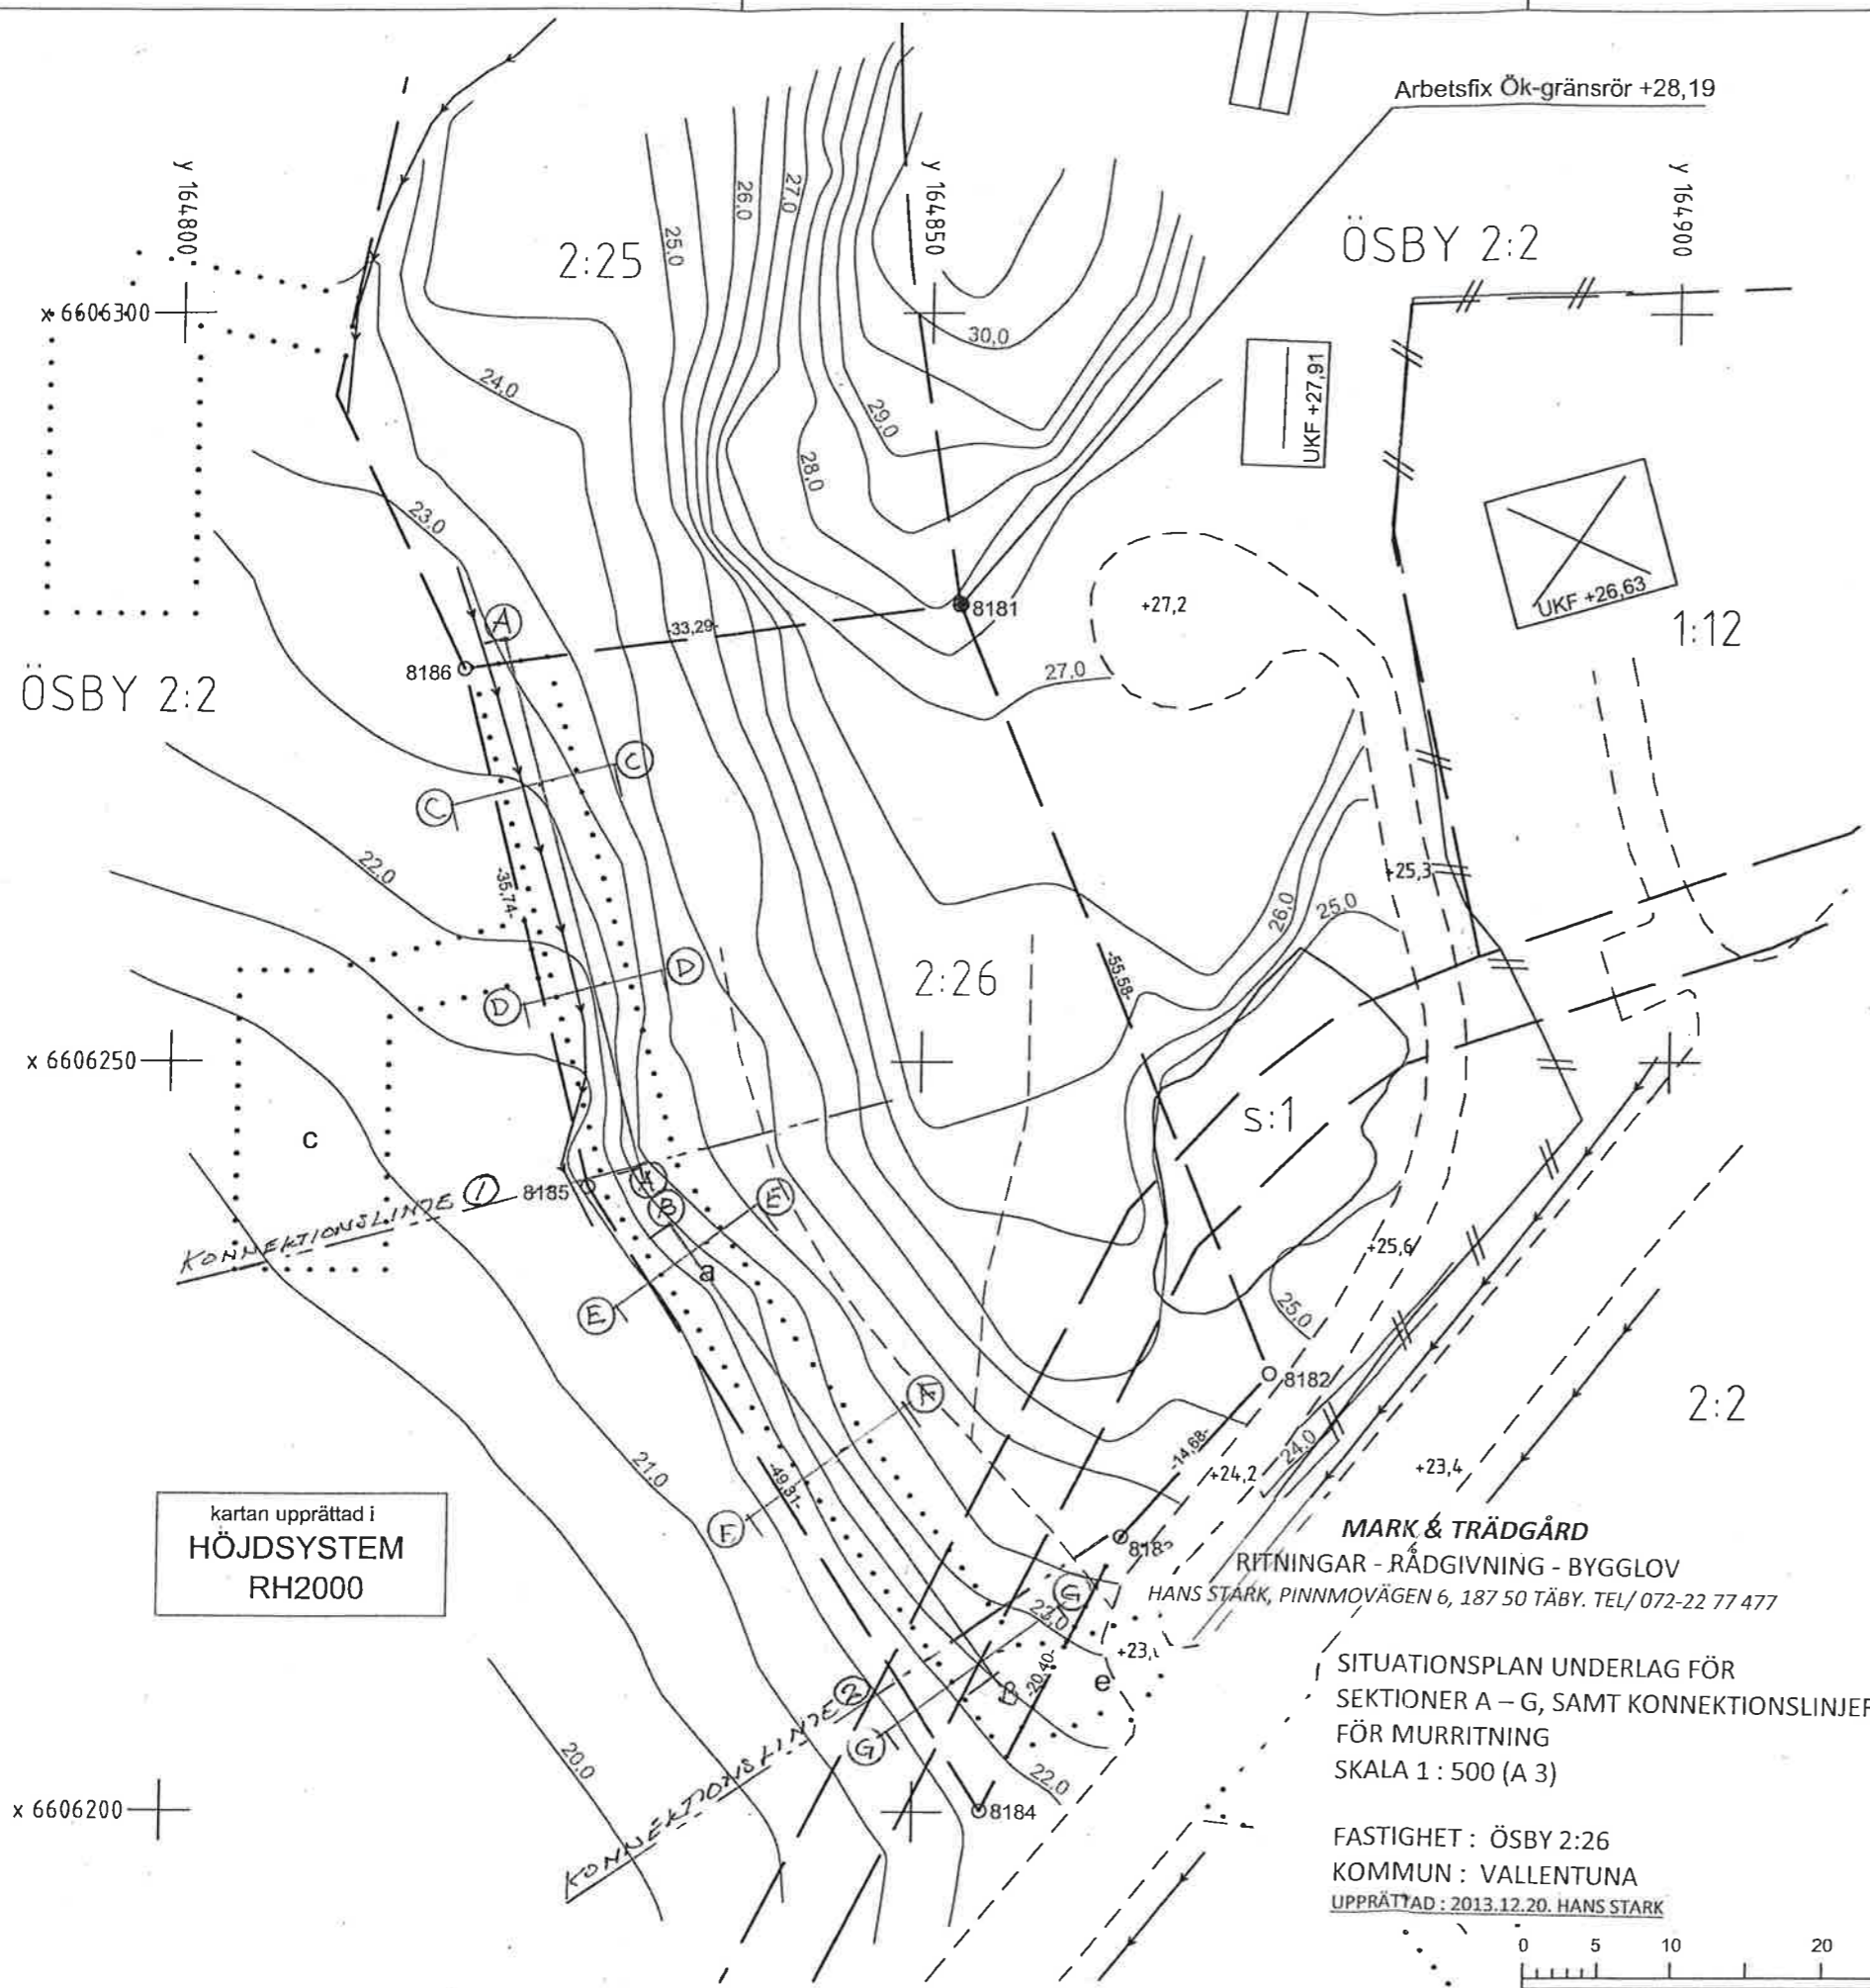 Arbetsfix Ök-gränsrör +28,19
y 164800
y 164850
y 164900
ÖSBY 2:2
2:25
25,0
26,0
27,0
x 6606300
30,0
UKF +27,91
24,0
29,0
28,0
23,0
UKF +26,63
1:12
8181
+27,2
-33,29-
A
8186
27,0
ÖSBY 2:2
C
C
22,0
-35,74-
+25,3
26,0
25,0
D
D
2:26
-55,58-
x 6606250
c
s:1
KONNEKTIONSLINJE 1
8185
A
B
E
E
a
+25,6
25,0
8182
2:2
21,0
-49,31-
F
-14,68-
24,0
+24,2
+23,4
kartan upprättad i
HÖJDSYSTEM
RH2000
MARK & TRÄDGÅRD
RITNINGAR - RÅDGIVNING - BYGGLOV
HANS STARK, PINNMOVÄGEN 6, 187 50 TÄBY. TEL/ 072-22 77 477
G
23,0
-20,40-
e
B
KONNEKTIONSLINJE 2
G
20,0
22,0
x 6606200
8184
SITUATIONSPLAN UNDERLAG FÖR
SEKTIONER A – G, SAMT KONNEKTIONSLINJER
FÖR MURRITNING
SKALA 1 : 500 (A 3)
FASTIGHET : ÖSBY 2:26
KOMMUN : VALLENTUNA
UPPRÄTTAD : 2013.12.20. HANS STARK
0 5 10 20